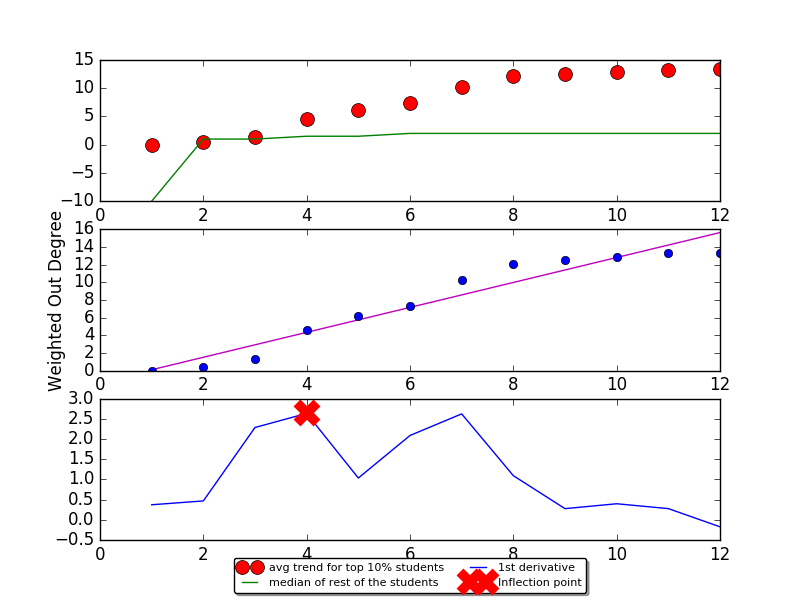 15
10
5
0
−5
−10
0 2 4 6 8 10 12
Weighted Out Degree
16
14
12
10
8
6
4
2
0
0 2 4 6 8 10 12
3.0
2.5
2.0
1.5
1.0
0.5
0.0
−0.5
0 2 4 6 8 10 12
avg trend for top 10% students
median of rest of the students
1st derivative
Inflection point